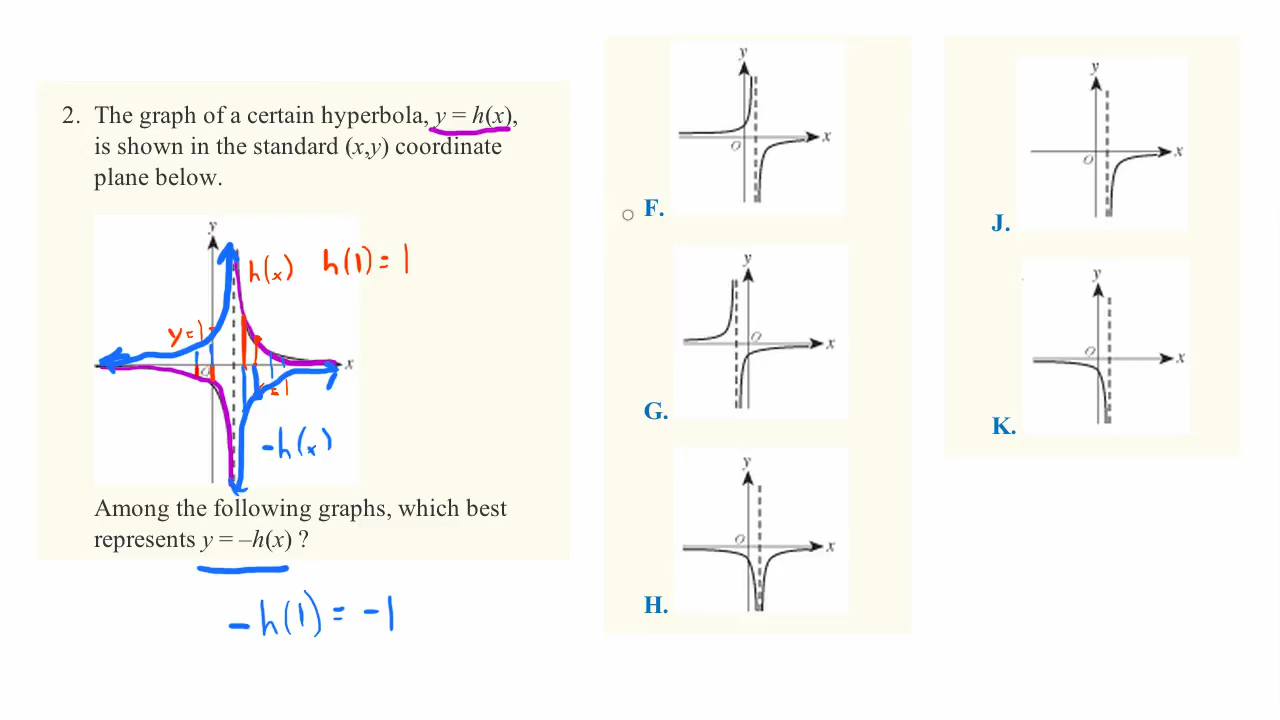 2. The graph of a certain hyperbola, y = h(x),
is shown in the standard (x,y) coordinate
plane below.
y
h(x) h(1) = 1
y=1
x
O
-h(x)
Among the following graphs, which best
represents y = –h(x) ?
-h(1) = -1
y
x
O
F.
y
O
x
G.
y
O
x
H.
y
O
x
J.
y
O
x
K.